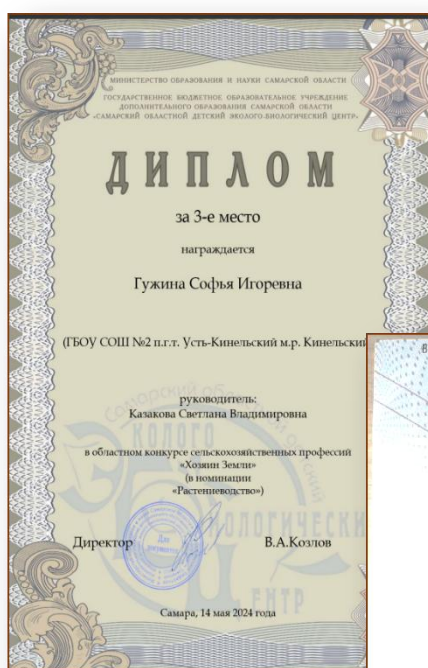 МИНИСТЕРСТВО ОБРАЗОВАНИЯ И НАУКИ САМАРСКОЙ ОБЛАСТИ
ГОСУДАРСТВЕННОЕ БЮДЖЕТНОЕ ОБРАЗОВАТЕЛЬНОЕ УЧРЕЖДЕНИЕ
ДОПОЛНИТЕЛЬНОГО ОБРАЗОВАНИЯ САМАРСКОЙ ОБЛАСТИ
«САМАРСКИЙ ОБЛАСТНОЙ ДЕТСКИЙ ЭКОЛОГО-БИОЛОГИЧЕСКИЙ ЦЕНТР»
ДИПЛОМ
за 3-е место
награждается
Гужина Софья Игоревна
(ГБОУ СОШ №2 п.г.т. Усть-Кинельский м.р. Кинельский
руководитель:
Казакова Светлана Владимировна
в областном конкурсе сельскохозяйственных профессий
«Хозяин Земли»
(в номинации
«Растениеводство»)
Для
документов
Директор В.А.Козлов
Самара, 14 мая 2024 года